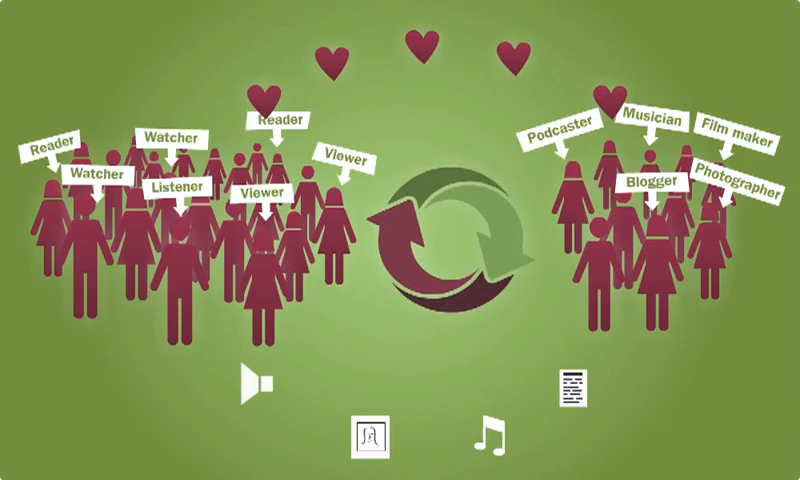 Reader
Watcher
Reader
Watcher
Listener
Viewer
Viewer
Podcaster
Musician
Film maker
Blogger
Photographer